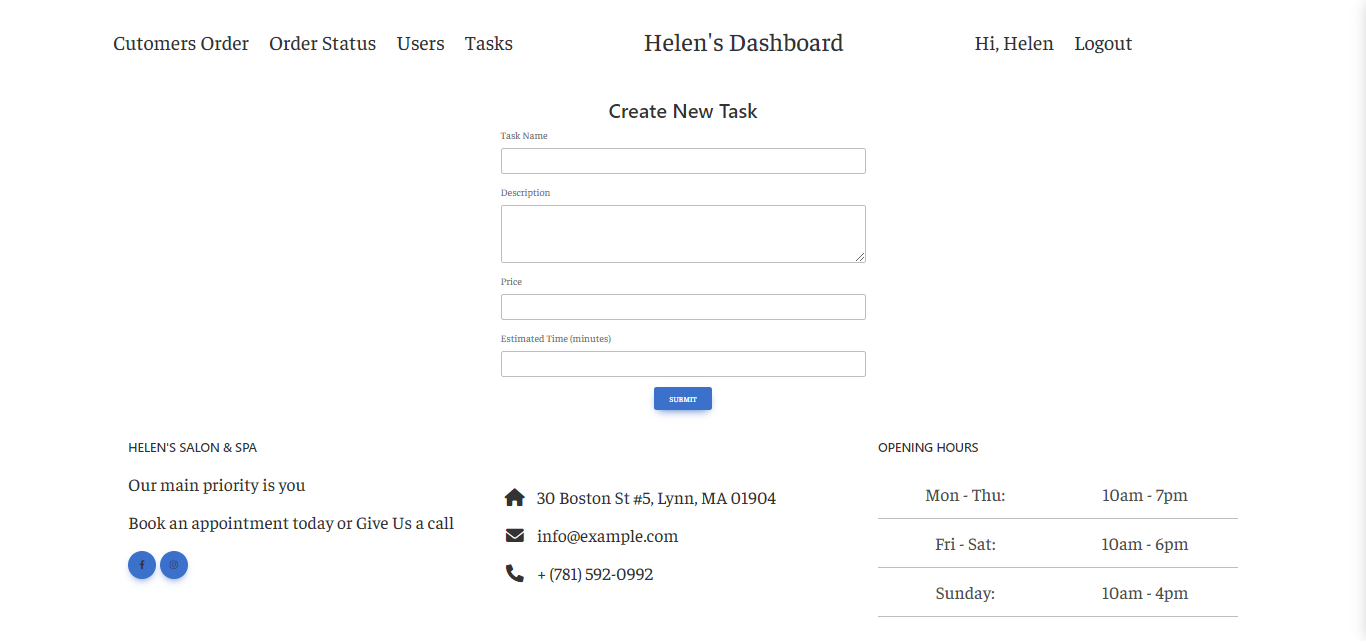 Cutomers Order Order Status Users Tasks Helen's Dashboard Hi, Helen Logout
Create New Task
Task Name
Description
Price
Estimated Time (minutes)
SUBMIT
HELEN'S SALON & SPA
Our main priority is you
Book an appointment today or Give Us a call
30 Boston St #5, Lynn, MA 01904
info@example.com
+ (781) 592-0992
OPENING HOURS
Mon - Thu: 10am - 7pm
Fri - Sat: 10am - 6pm
Sunday: 10am - 4pm